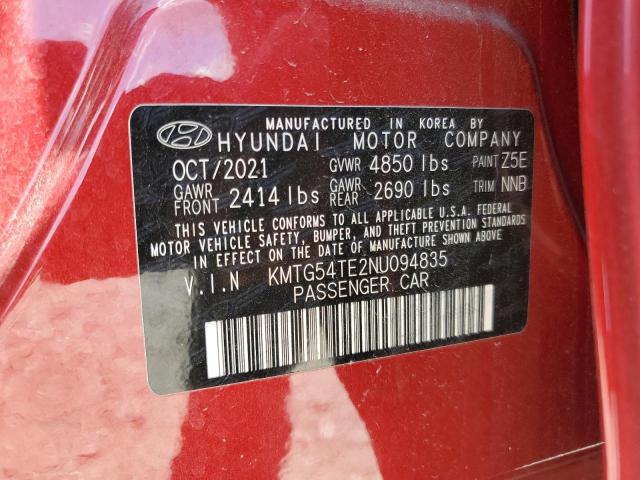 MANUFACTURED IN KOREA BY
HYUNDAI MOTOR COMPANY
OCT/2021 GVWR 4850 lbs PAINT Z5E
GAWR FRONT 2414 lbs GAWR REAR 2690 lbs TRIM NNB
THIS VEHICLE CONFORMS TO ALL APPLICABLE U.S.A. FEDERAL
MOTOR VEHICLE SAFETY, BUMPER, AND THEFT PREVENTION STANDARDS
IN EFFECT ON THE DATE OF MANUFACTURE SHOWN ABOVE.
V.I.N KMTG54TE2NU094835
PASSENGER CAR